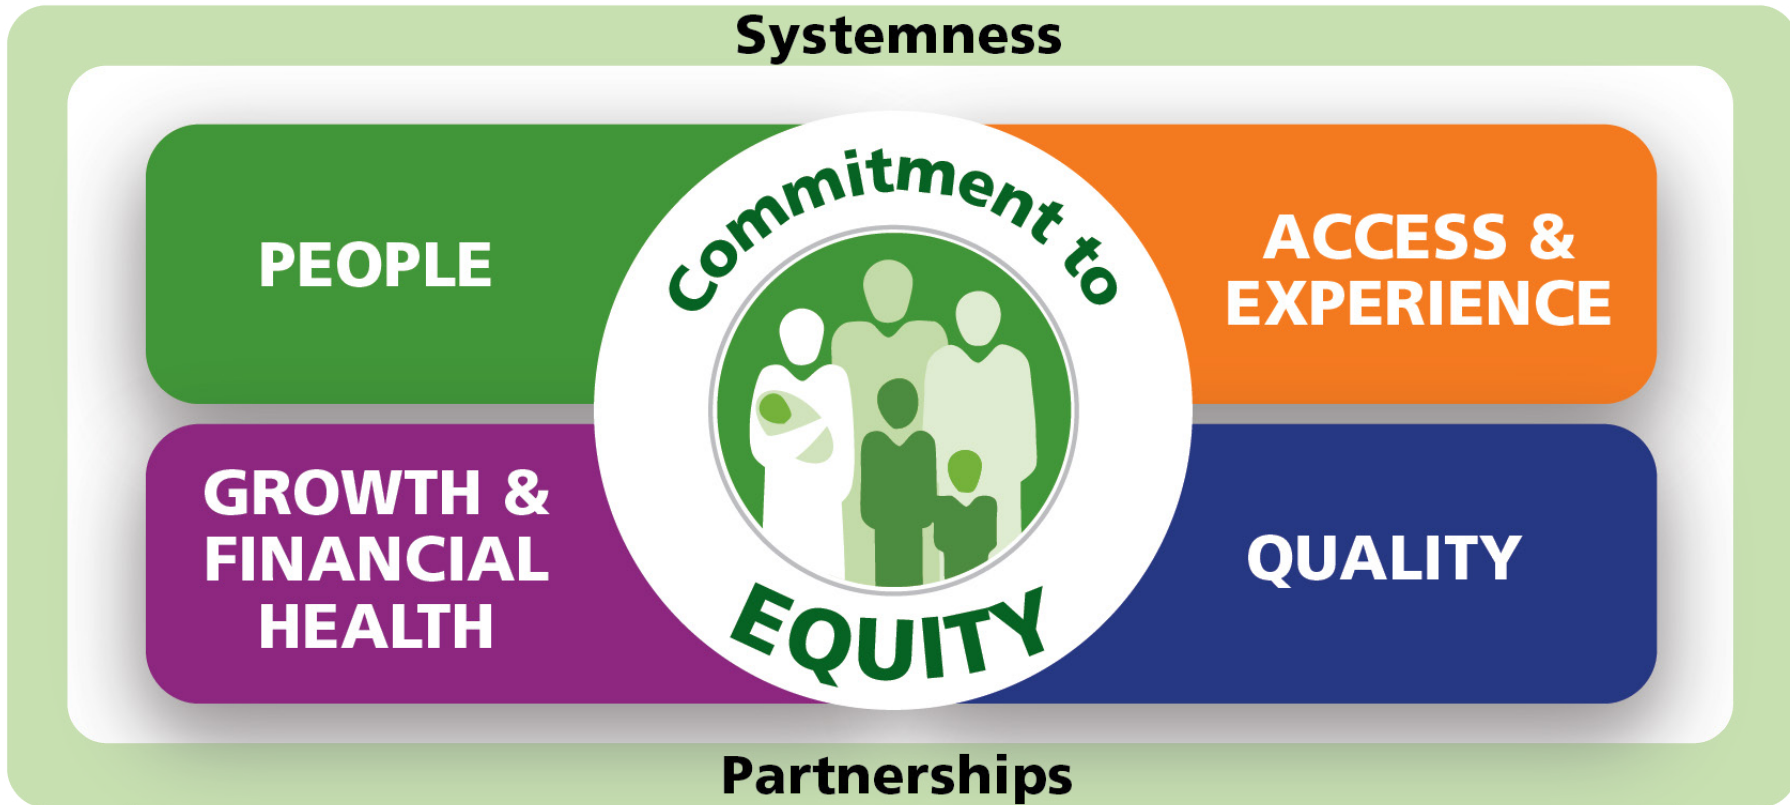 Systemness
PEOPLE
Commitment to
EQUITY
ACCESS &
EXPERIENCE
GROWTH &
FINANCIAL
HEALTH
QUALITY
Partnerships